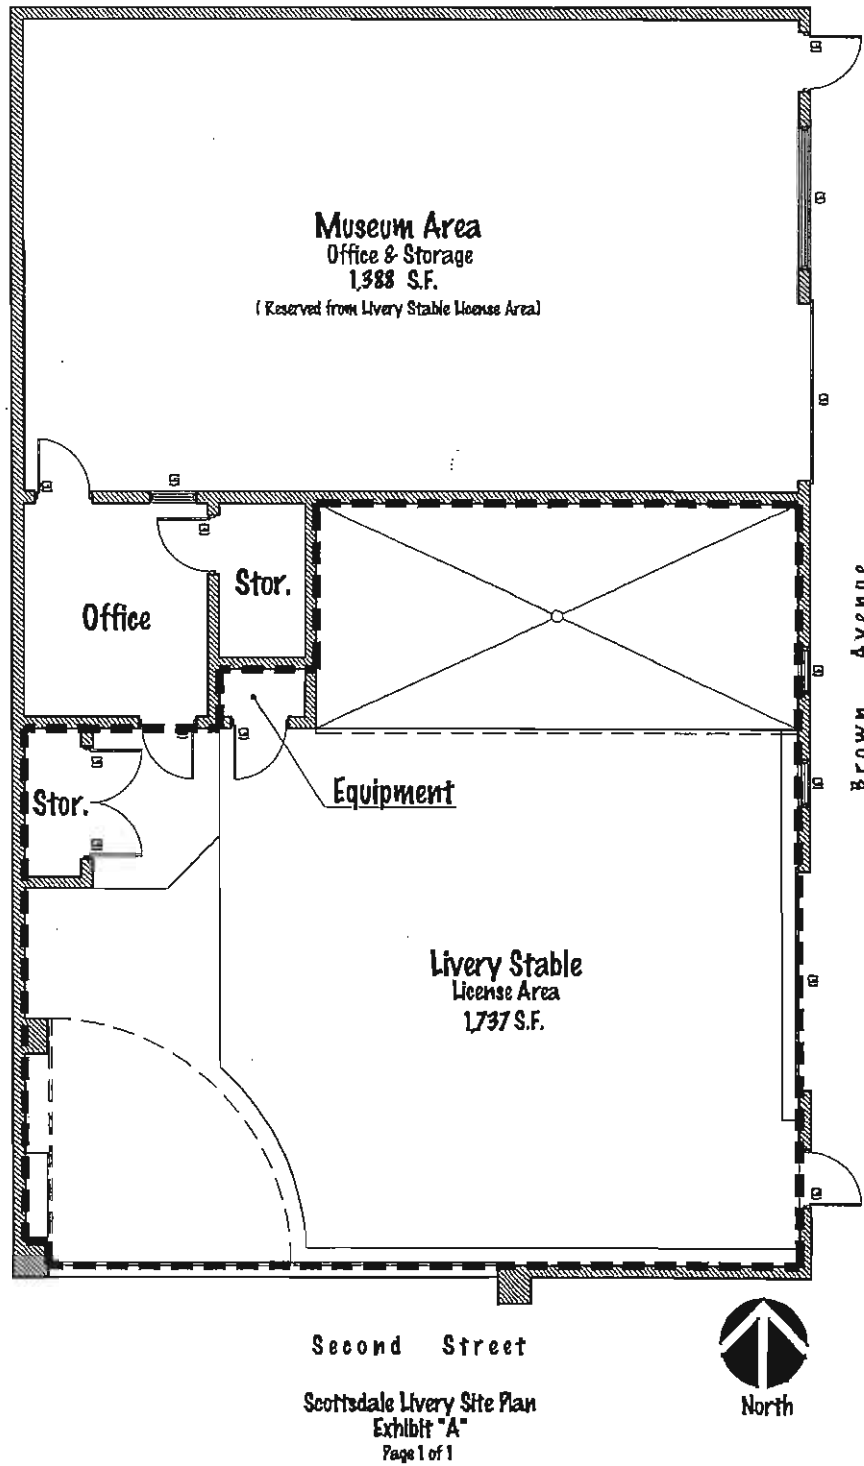 Museum Area
Office & Storage
1,388 S.F.
( Reserved from Livery Stable License Area)
Office
Stor.
Brown Avenue
Stor.
Equipment
Livery Stable
License Area
1,737 S.F.
Second Street
Scottsdale Livery Site Plan
Exhibit "A"
Page 1 of 1
North